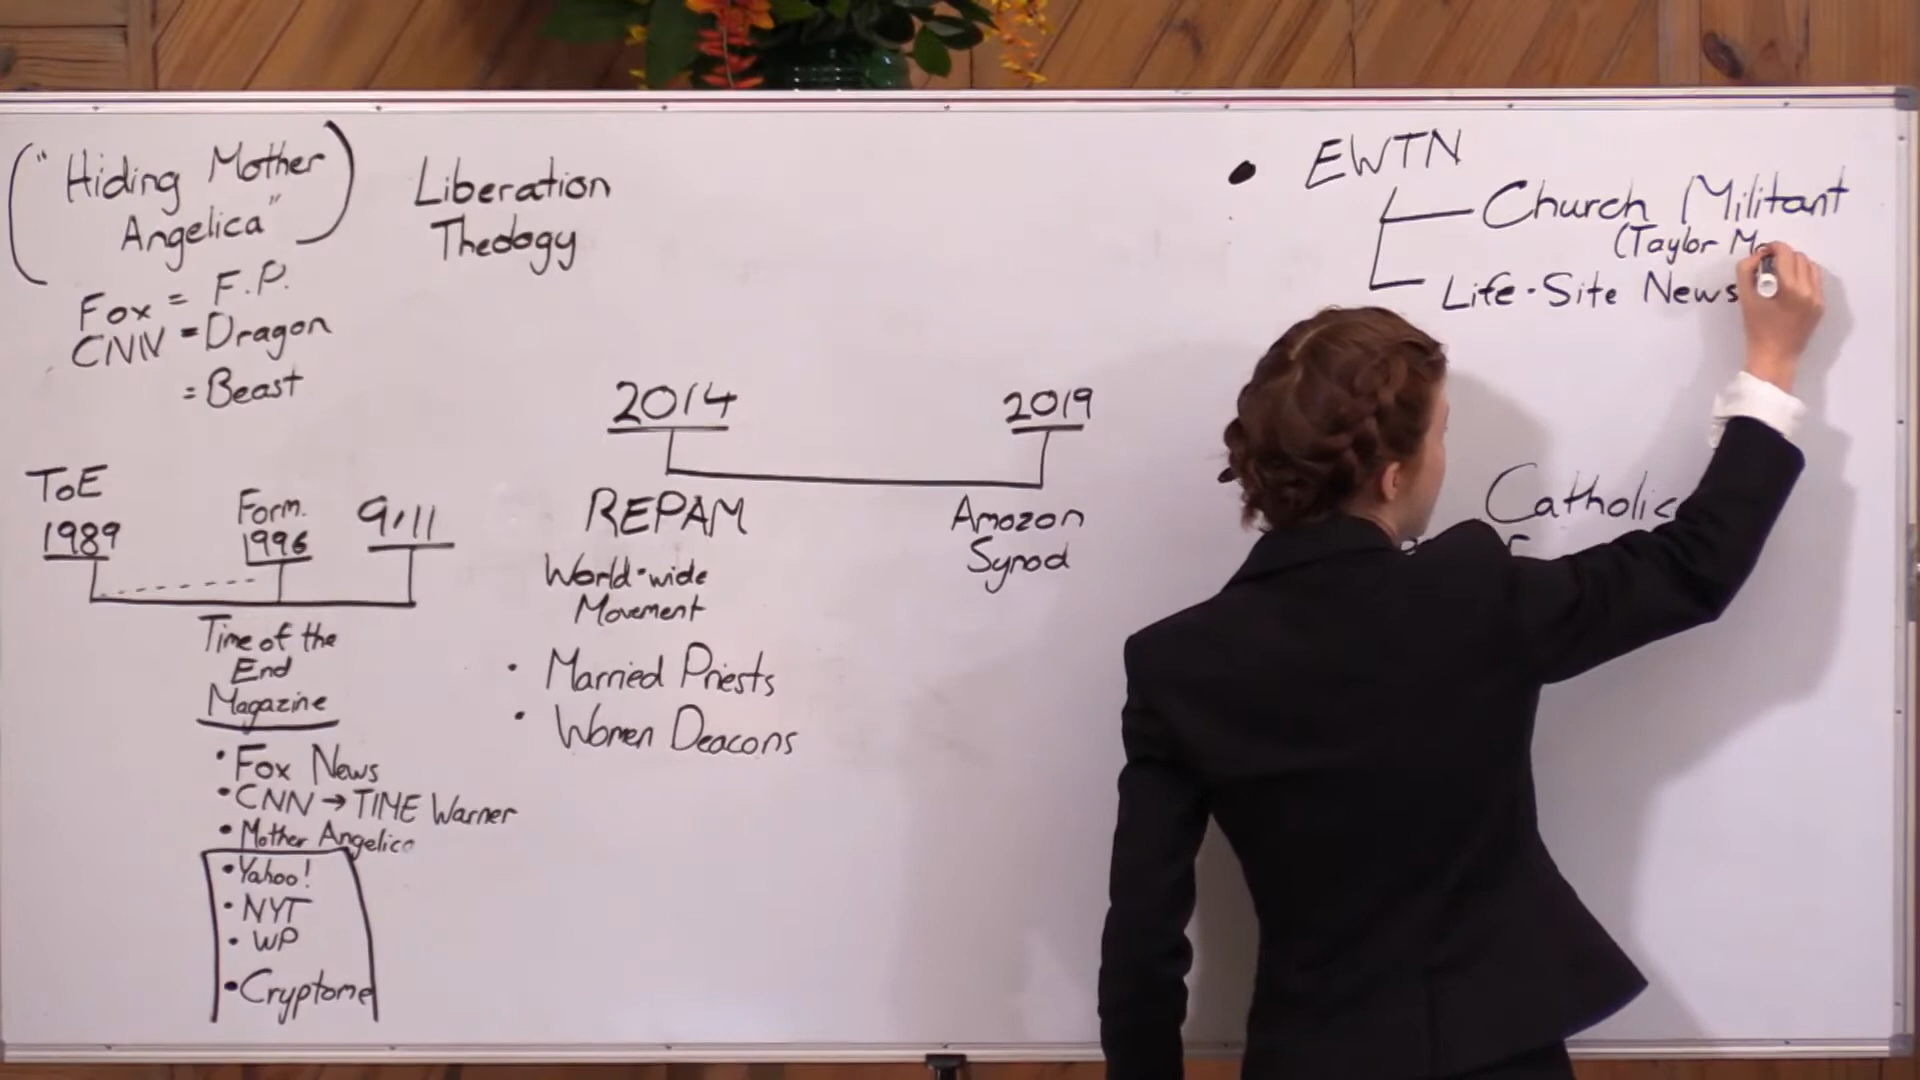 ("Hiding Mother
Angelica")
Fox = F.P.
CNN = Dragon
= Beast
Liberation
Theology
ToE
1989
Form.
1996
9/11
Time of the
End
Magazine
• Fox News
• CNN → TIME Warner
• Mother Angelica
• Yahoo!
• NYT
• WP
• Cryptome
2014
REPAM
World-wide
Movement
• Married Priests
• Women Deacons
2019
Amazon
Synod
• EWTN
Church Militant
(Taylor M
Life-Site News
Catholic